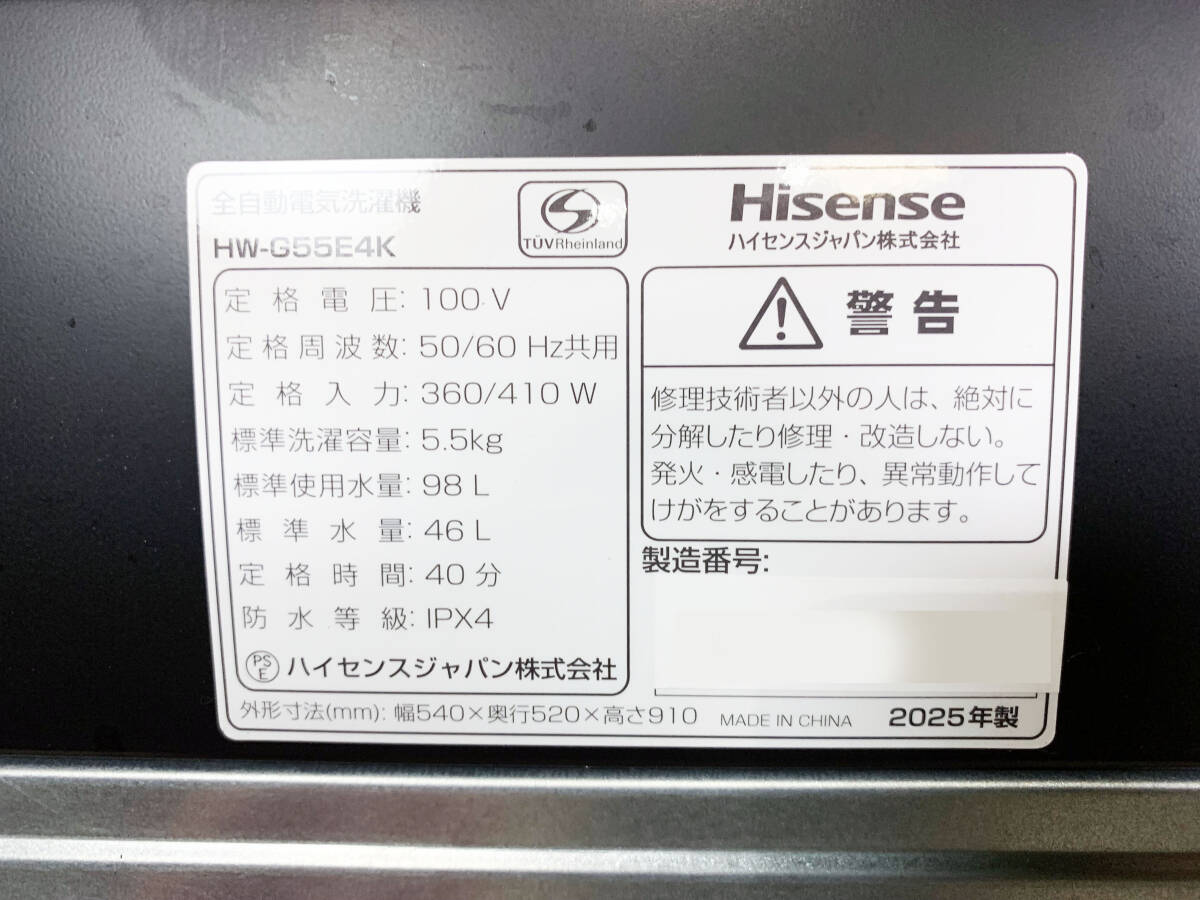 全自動電気洗濯機
HW-G55E4K
TÜVRheinland
Hisense
ハイセンスジャパン株式会社
定格電圧: 100 V
定格周波数: 50/60 Hz共用
定格入力: 360/410 W
標準洗濯容量: 5.5kg
標準使用水量: 98 L
標準水量: 46 L
定格時間: 40 分
防水等級: IPX4
PSE ハイセンスジャパン株式会社
警告
修理技術者以外の人は、絶対に
分解したり修理・改造しない。
発火・感電したり、異常動作して
けがをすることがあります。
製造番号:
外形寸法(mm): 幅540×奥行520×高さ910 MADE IN CHINA 2025年製